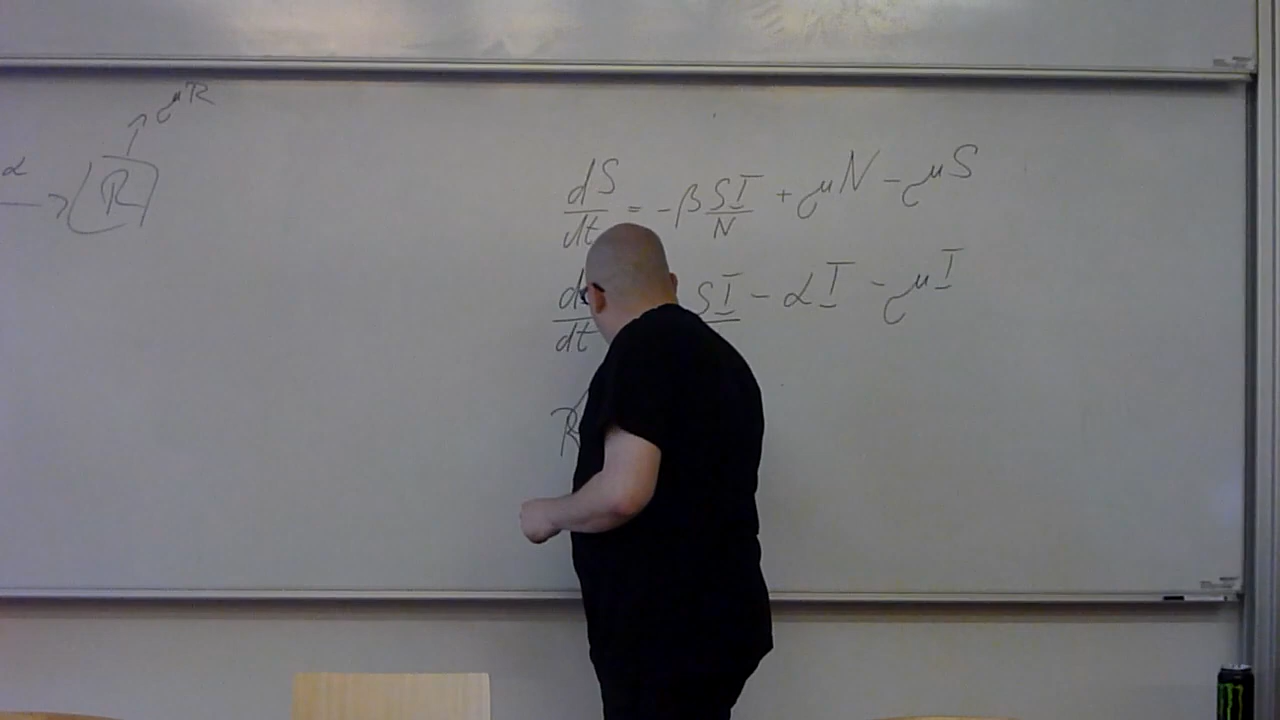 μR
α
R
dS/dt = -β SI/N + μN - μS
d /dt SI - αI - μI
R